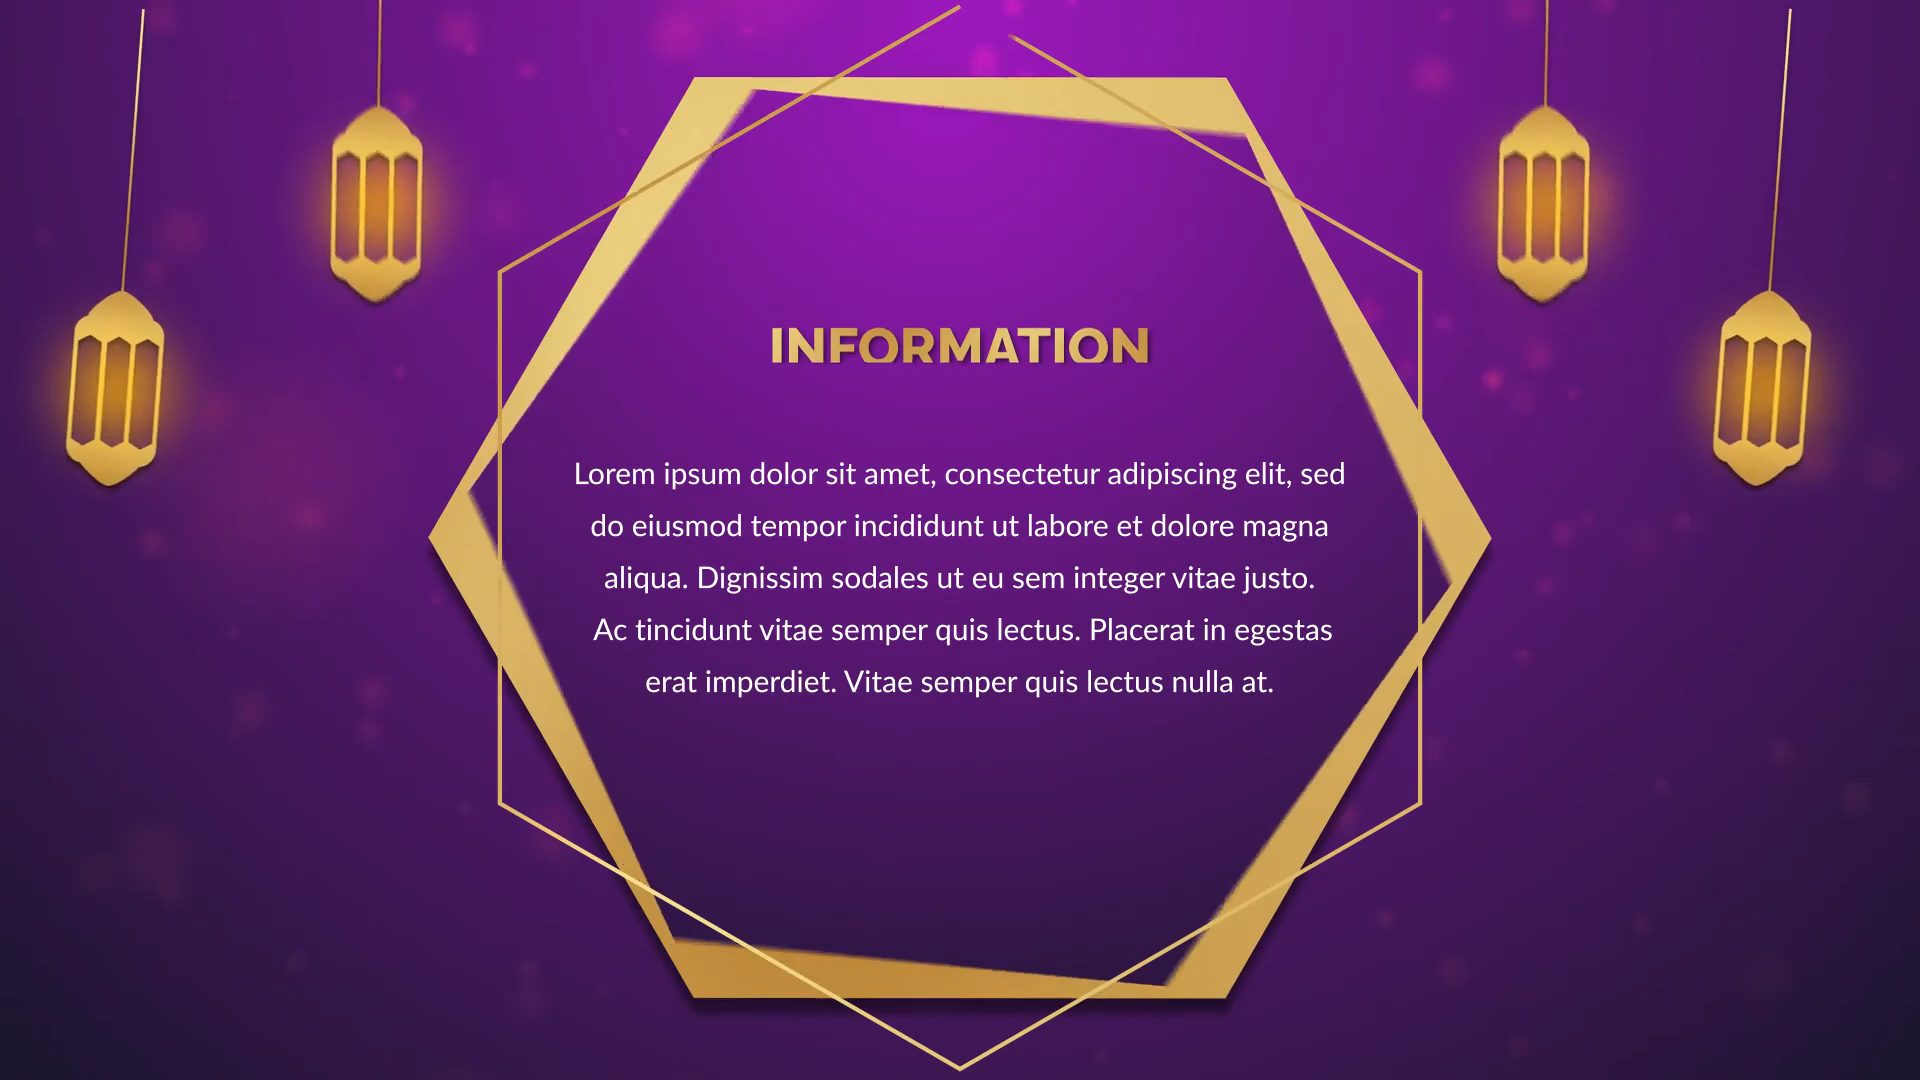 INFORMATION
Lorem ipsum dolor sit amet, consectetur adipiscing elit, sed
do eiusmod tempor incididunt ut labore et dolore magna
aliqua. Dignissim sodales ut eu sem integer vitae justo.
Ac tincidunt vitae semper quis lectus. Placerat in egestas
erat imperdiet. Vitae semper quis lectus nulla at.